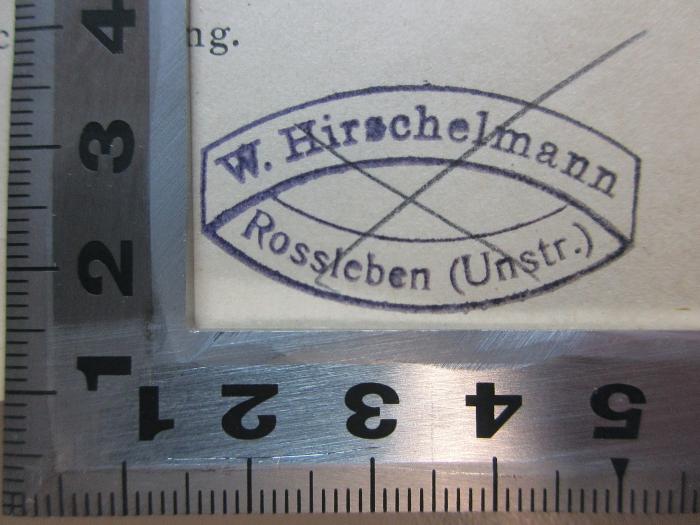 ng.
W. Hirschelmann
Rossleben (Unstr.)
4
3
2
1
1 2 3 4 5